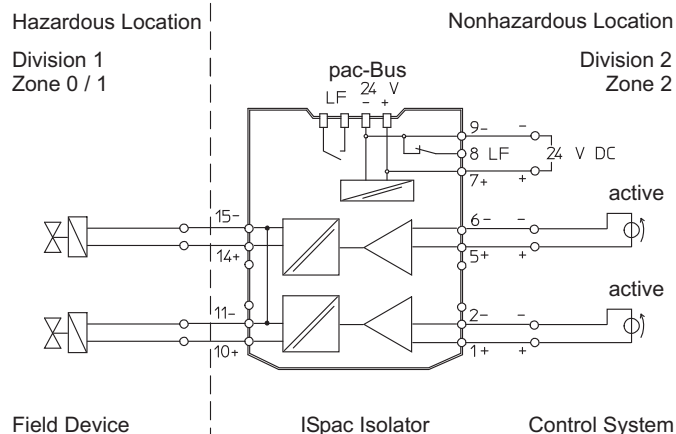 Hazardous Location
Nonhazardous Location
Division 1
Zone 0 / 1
Division 2
Zone 2
pac-Bus
LF 24 V
- +
9- -
8 LF 24 V DC
7+ +
active
15-
14+
6- -
5+ +
active
11-
10+
2- -
1+ +
Field Device
ISpac Isolator
Control System